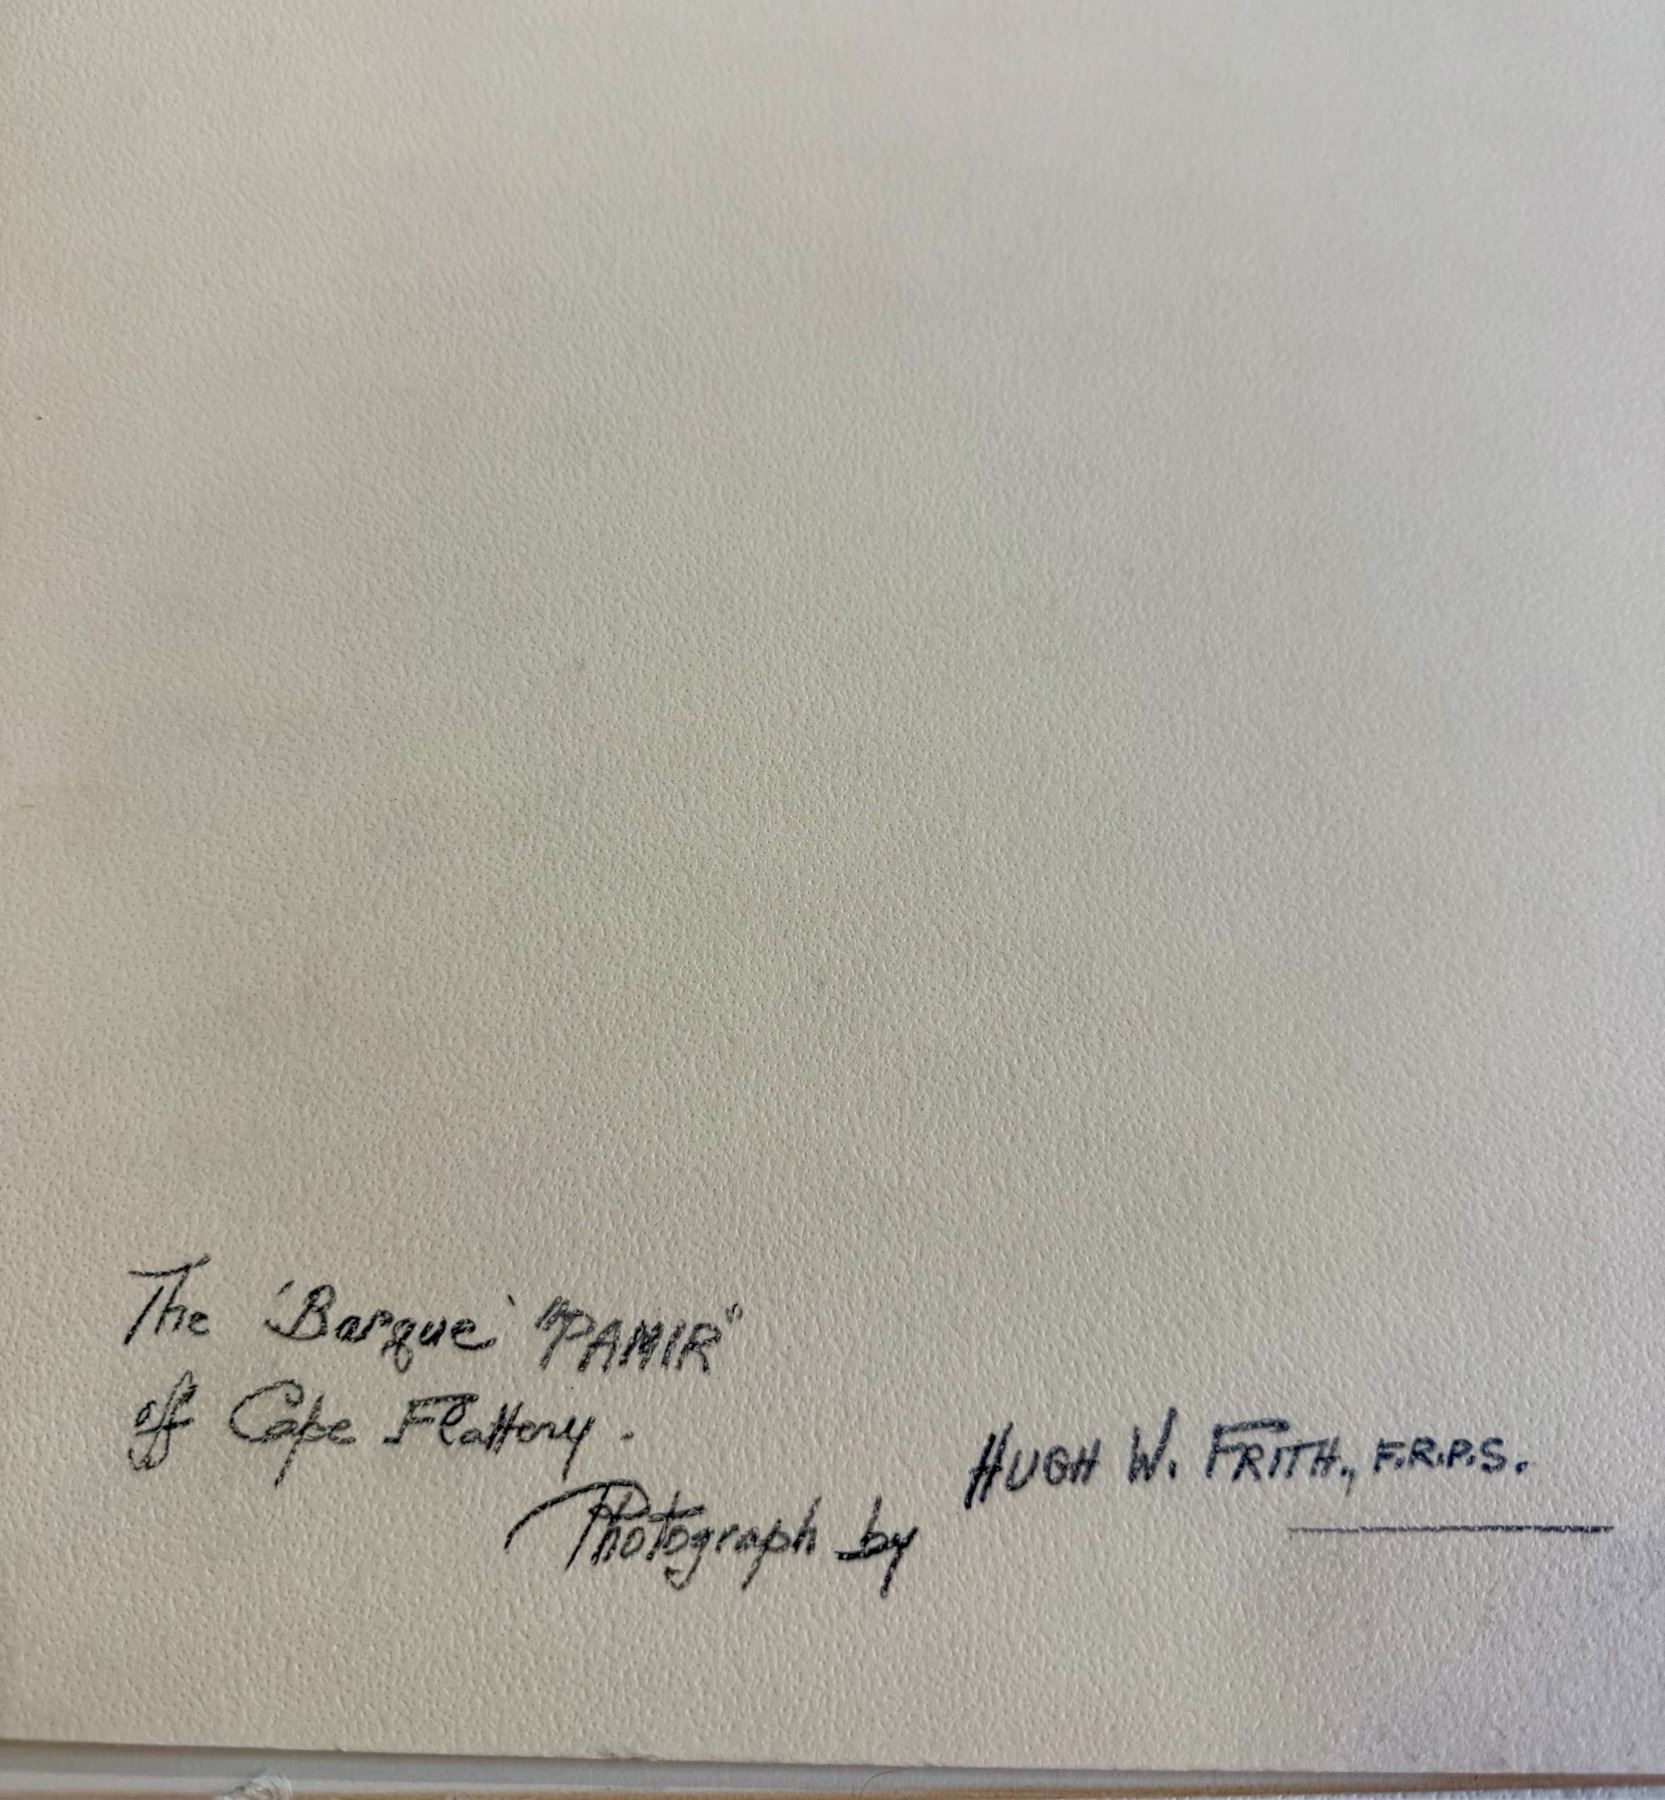 The 'Barque' "PAMIR"
off Cape Flattery.
Photograph by HUGH W. FRITH., F.R.P.S.